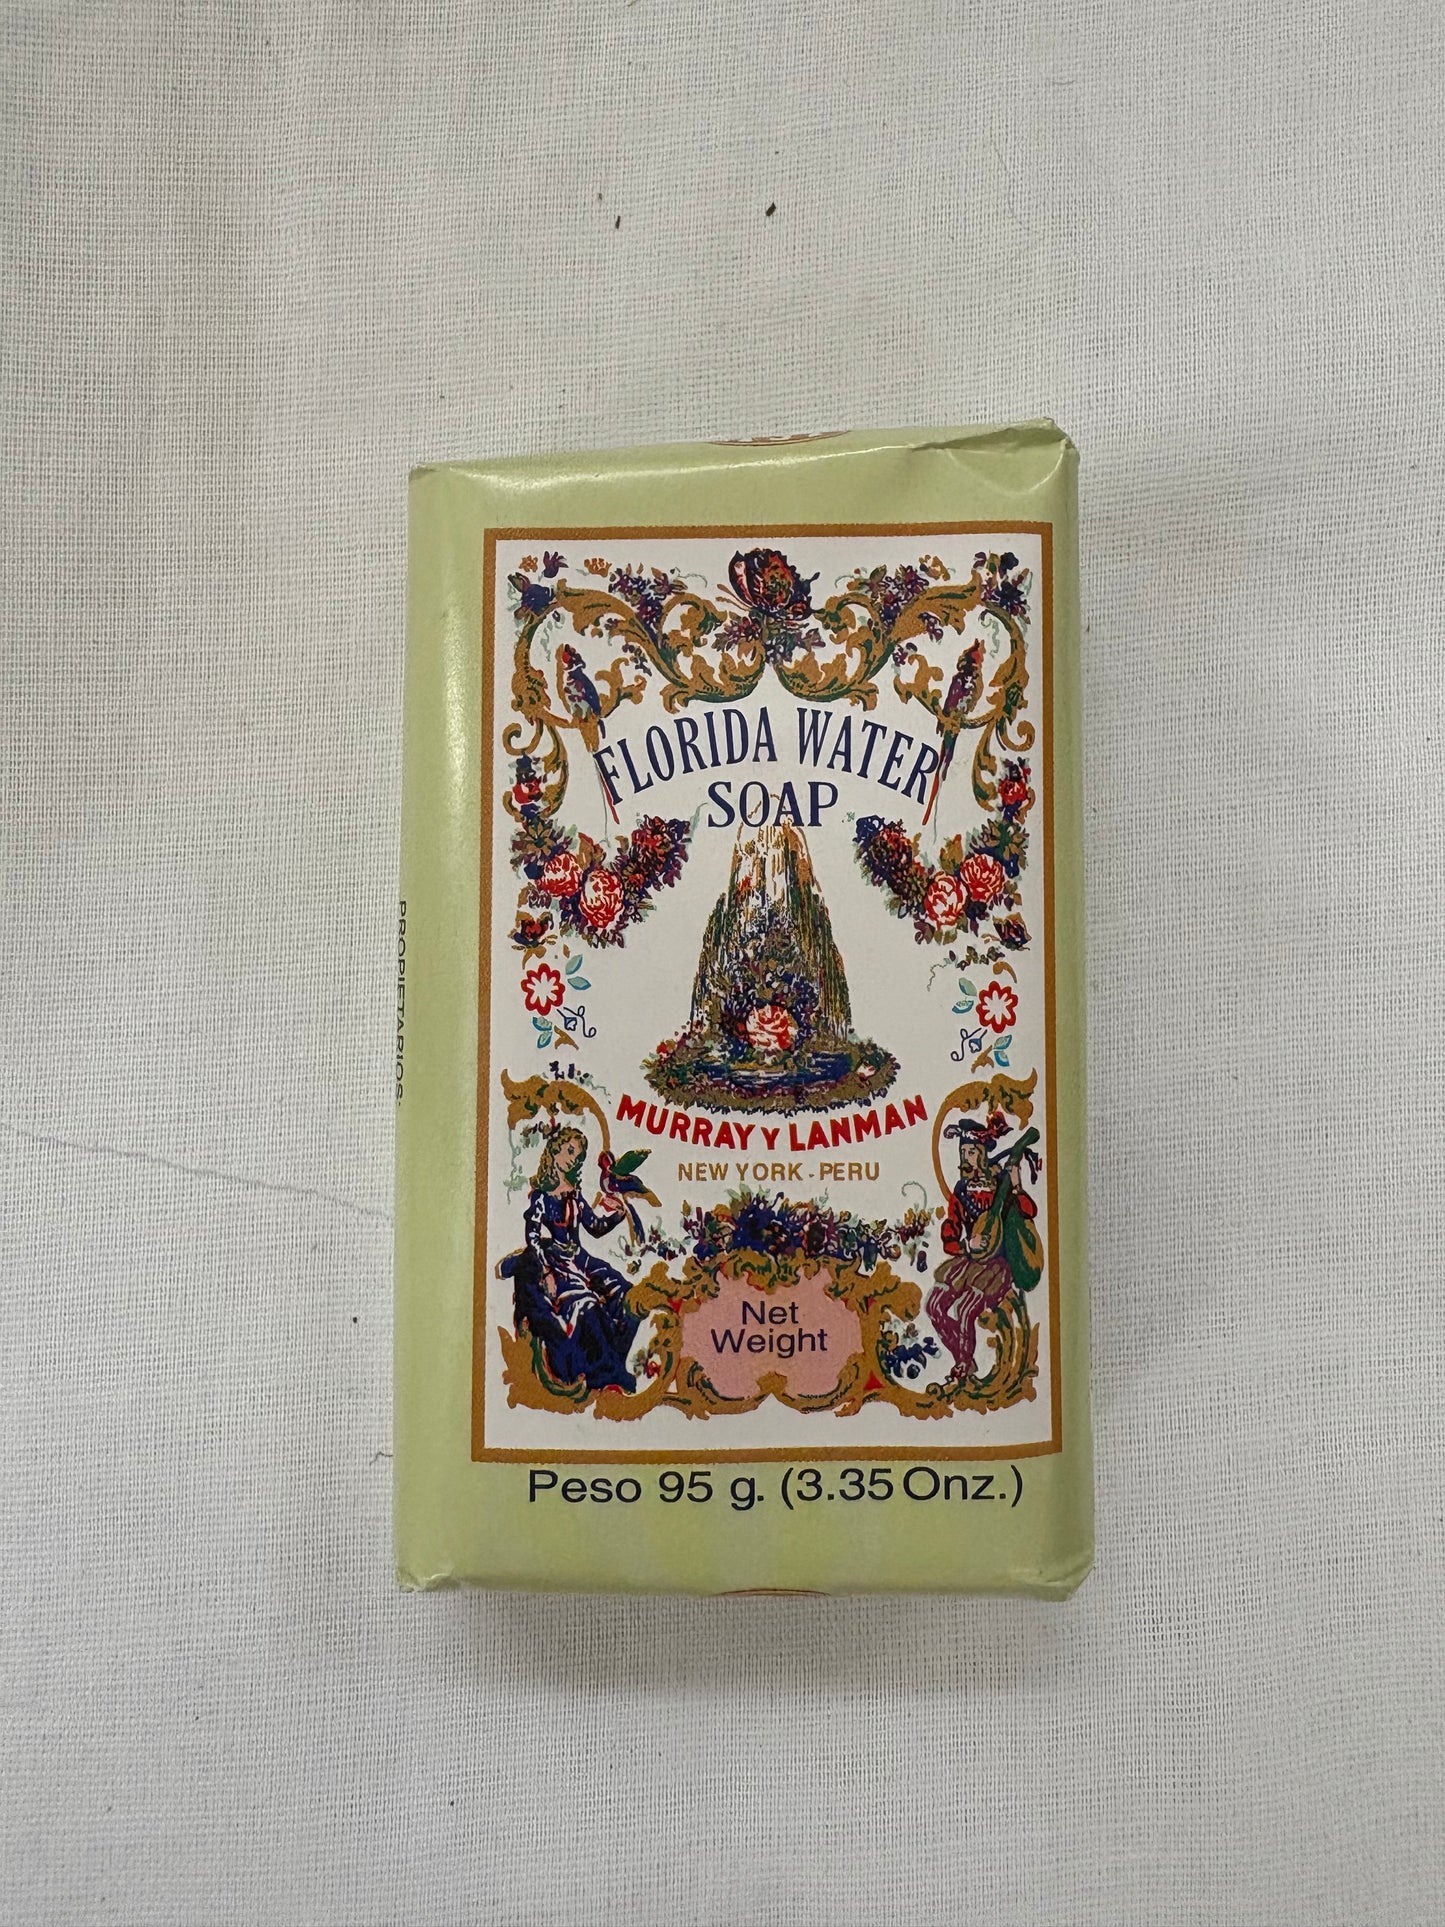 FLORIDA WATER
SOAP
MURRAY Y LANMAN
NEW YORK - PERU
Net
Weight
Peso 95 g. (3.35 Onz.)
PROPIETARIOS: